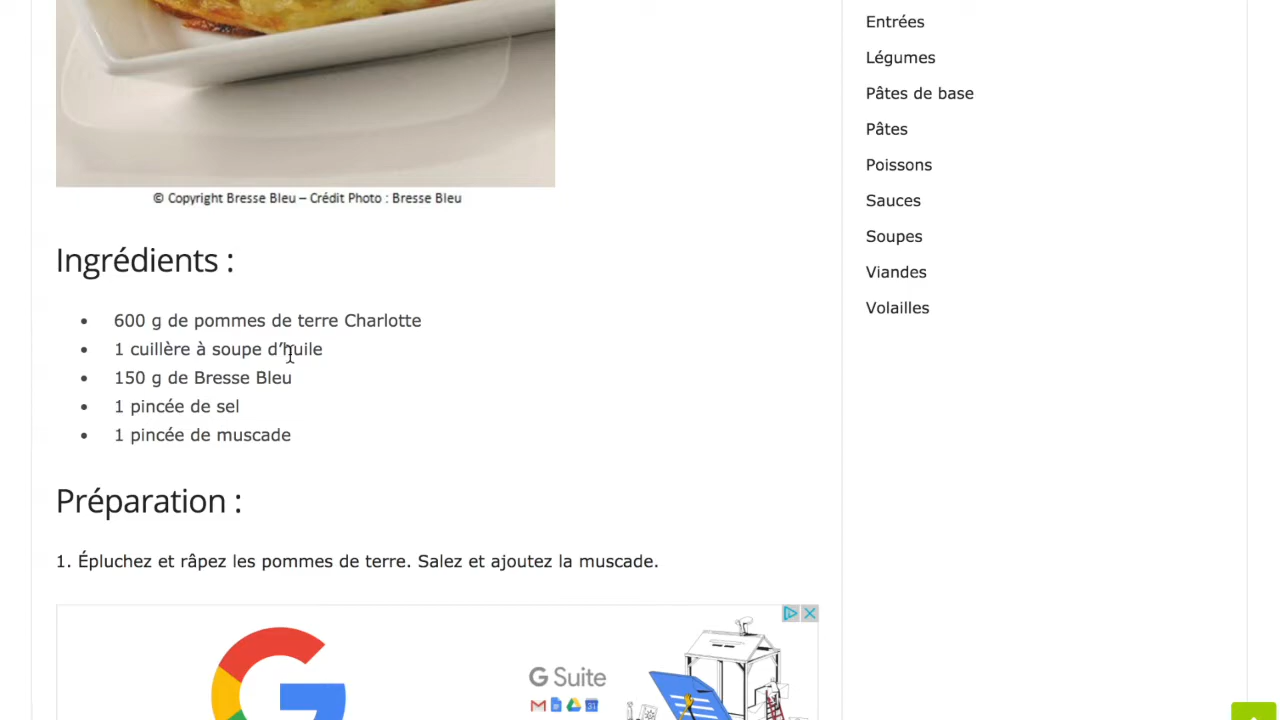 © Copyright Bresse Bleu – Crédit Photo : Bresse Bleu
Ingrédients :
• 600 g de pommes de terre Charlotte
• 1 cuillère à soupe d’huile
• 150 g de Bresse Bleu
• 1 pincée de sel
• 1 pincée de muscade
Préparation :
1. Épluchez et râpez les pommes de terre. Salez et ajoutez la muscade.
G Suite
31
Entrées
Légumes
Pâtes de base
Pâtes
Poissons
Sauces
Soupes
Viandes
Volailles